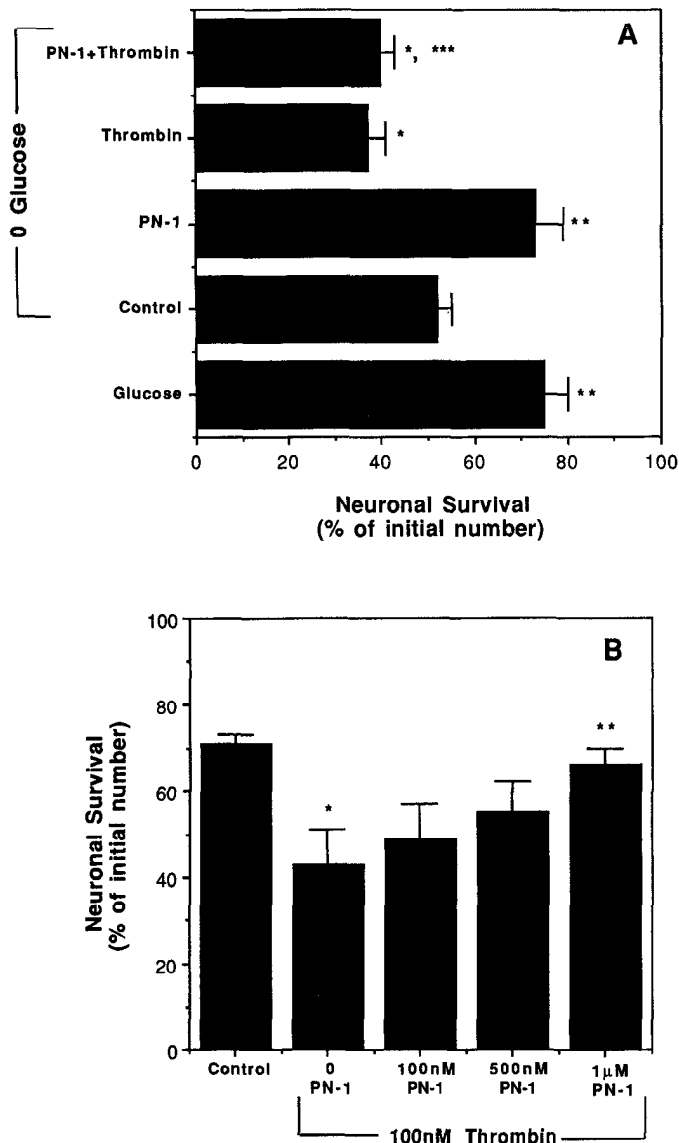 A
PN-1+Thrombin
*, ***
Thrombin
*
0 Glucose
PN-1
**
Control
Glucose
**
0 20 40 60 80 100
Neuronal Survival
(% of initial number)
B
100
80
60
40
20
0
Neuronal Survival
(% of initial number)
*
**
Control 0 100nM 500nM 1μM
PN-1 PN-1 PN-1 PN-1
100nM Thrombin